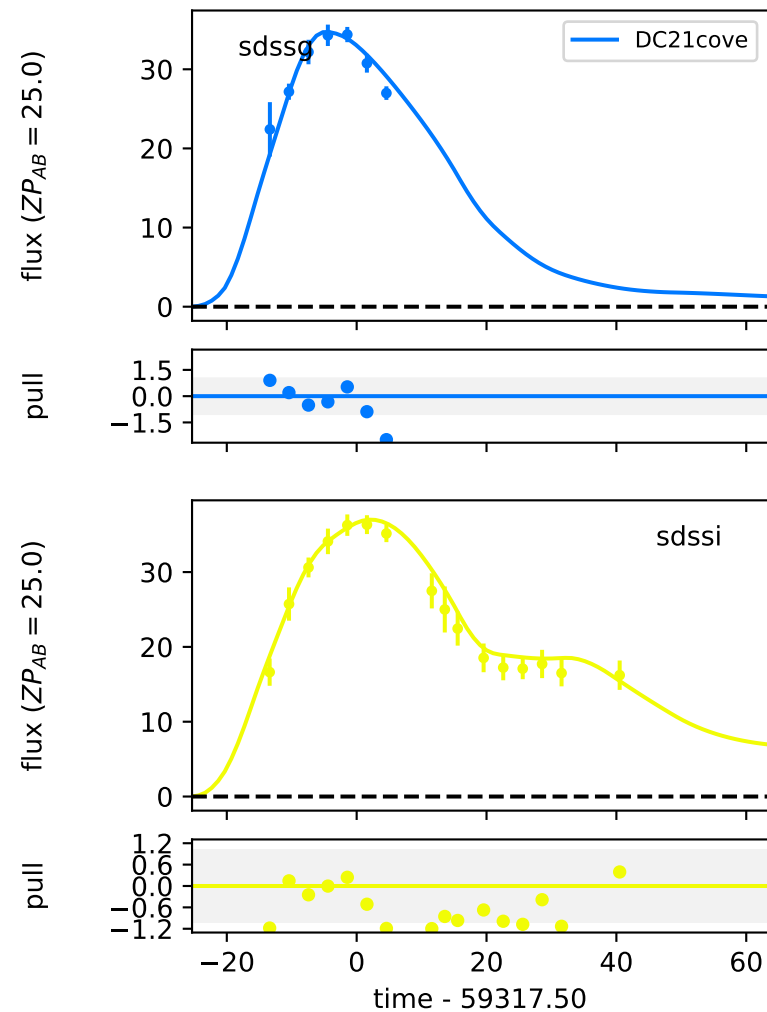 sdssg
DC21cove
flux (ZP_AB = 25.0)
30
20
10
0
pull
1.5
0.0
−1.5
sdssi
flux (ZP_AB = 25.0)
30
20
10
0
pull
1.2
0.6
0.0
−0.6
−1.2
−20 0 20 40 60
time - 59317.50